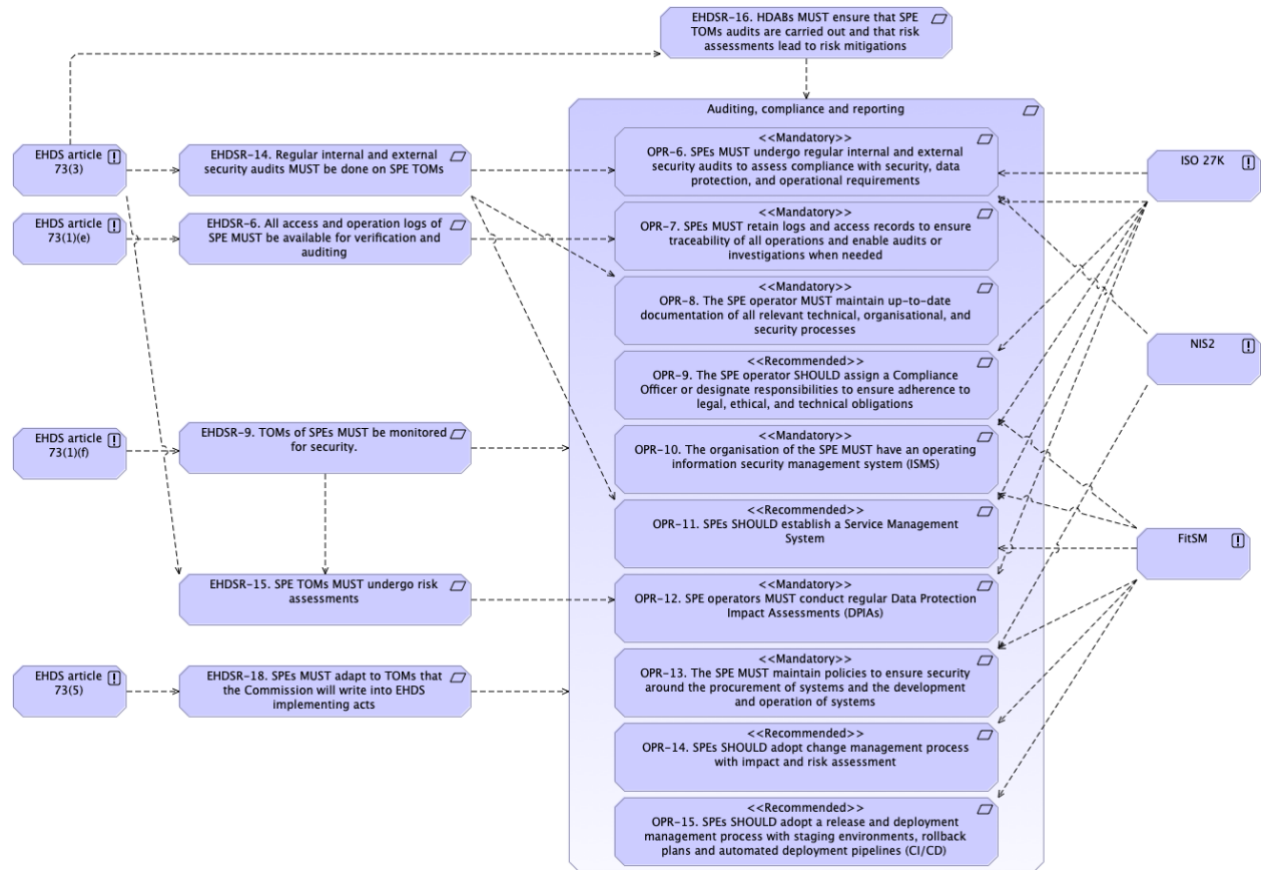 EHDSR-16. HDABs MUST ensure that SPE
TOMs audits are carried out and that risk
assessments lead to risk mitigations
Auditing, compliance and reporting
EHDS article
73(3)
EHDSR-14. Regular internal and external
security audits MUST be done on SPE TOMs
<<Mandatory>>
OPR-6. SPEs MUST undergo regular internal and external
security audits to assess compliance with security, data
protection, and operational requirements
ISO 27K
EHDS article
73(1)(e)
EHDSR-6. All access and operation logs of
SPE MUST be available for verification and
auditing
<<Mandatory>>
OPR-7. SPEs MUST retain logs and access records to ensure
traceability of all operations and enable audits or
investigations when needed
<<Mandatory>>
OPR-8. The SPE operator MUST maintain up-to-date
documentation of all relevant technical, organisational, and
security processes
NIS2
<<Recommended>>
OPR-9. The SPE operator SHOULD assign a Compliance
Officer or designate responsibilities to ensure adherence to
legal, ethical, and technical obligations
EHDS article
73(1)(f)
EHDSR-9. TOMs of SPEs MUST be monitored
for security.
<<Mandatory>>
OPR-10. The organisation of the SPE MUST have an operating
information security management system (ISMS)
<<Recommended>>
OPR-11. SPEs SHOULD establish a Service Management
System
FitSM
EHDSR-15. SPE TOMs MUST undergo risk
assessments
<<Mandatory>>
OPR-12. SPE operators MUST conduct regular Data Protection
Impact Assessments (DPIAs)
EHDS article
73(5)
EHDSR-18. SPEs MUST adapt to TOMs that
the Commission will write into EHDS
implementing acts
<<Mandatory>>
OPR-13. The SPE MUST maintain policies to ensure security
around the procurement of systems and the development
and operation of systems
<<Recommended>>
OPR-14. SPEs SHOULD adopt change management process
with impact and risk assessment
<<Recommended>>
OPR-15. SPEs SHOULD adopt a release and deployment
management process with staging environments, rollback
plans and automated deployment pipelines (CI/CD)